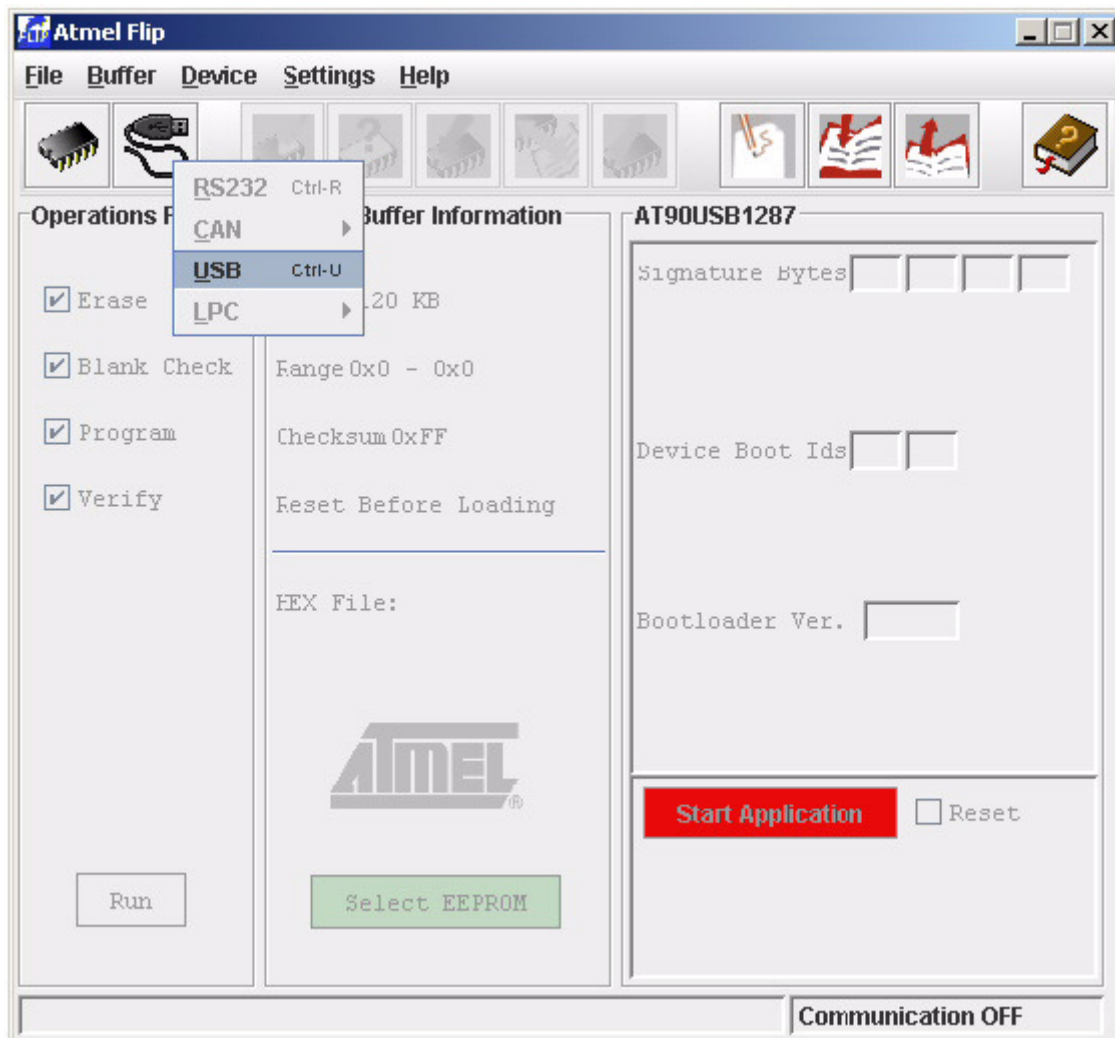 Atmel Flip
File Buffer Device Settings Help
RS232 Ctrl-R
CAN
USB Ctrl-U
LPC
Operations F
Buffer Information
AT90USB1287
Erase
Blank Check
Program
Verify
Run
20 KB
Range 0x0 - 0x0
Checksum 0xFF
Reset Before Loading
HEX File:
ATMEL®
Select EEPROM
Signature Bytes
Device Boot Ids
Bootloader Ver.
Start Application Reset
Communication OFF